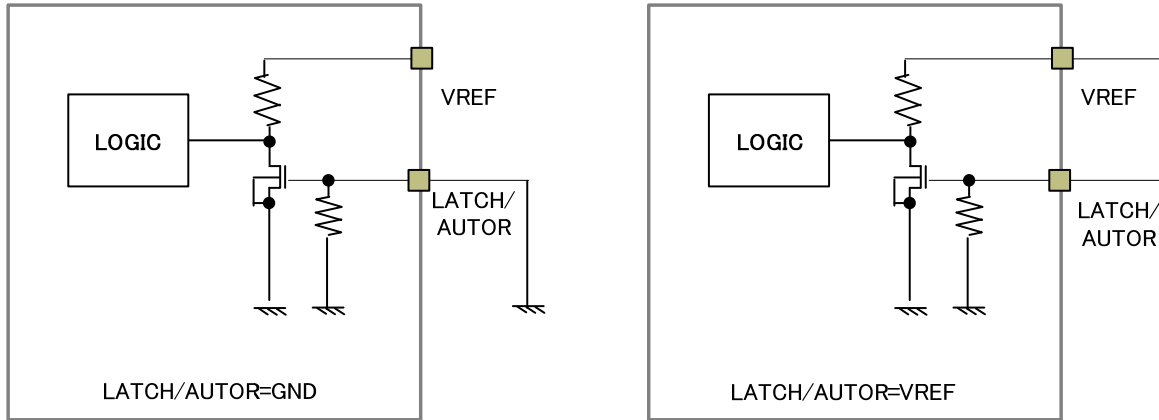 VREF
LOGIC
LATCH/
AUTOR
LATCH/AUTOR=GND
VREF
LOGIC
LATCH/
AUTOR
LATCH/AUTOR=VREF